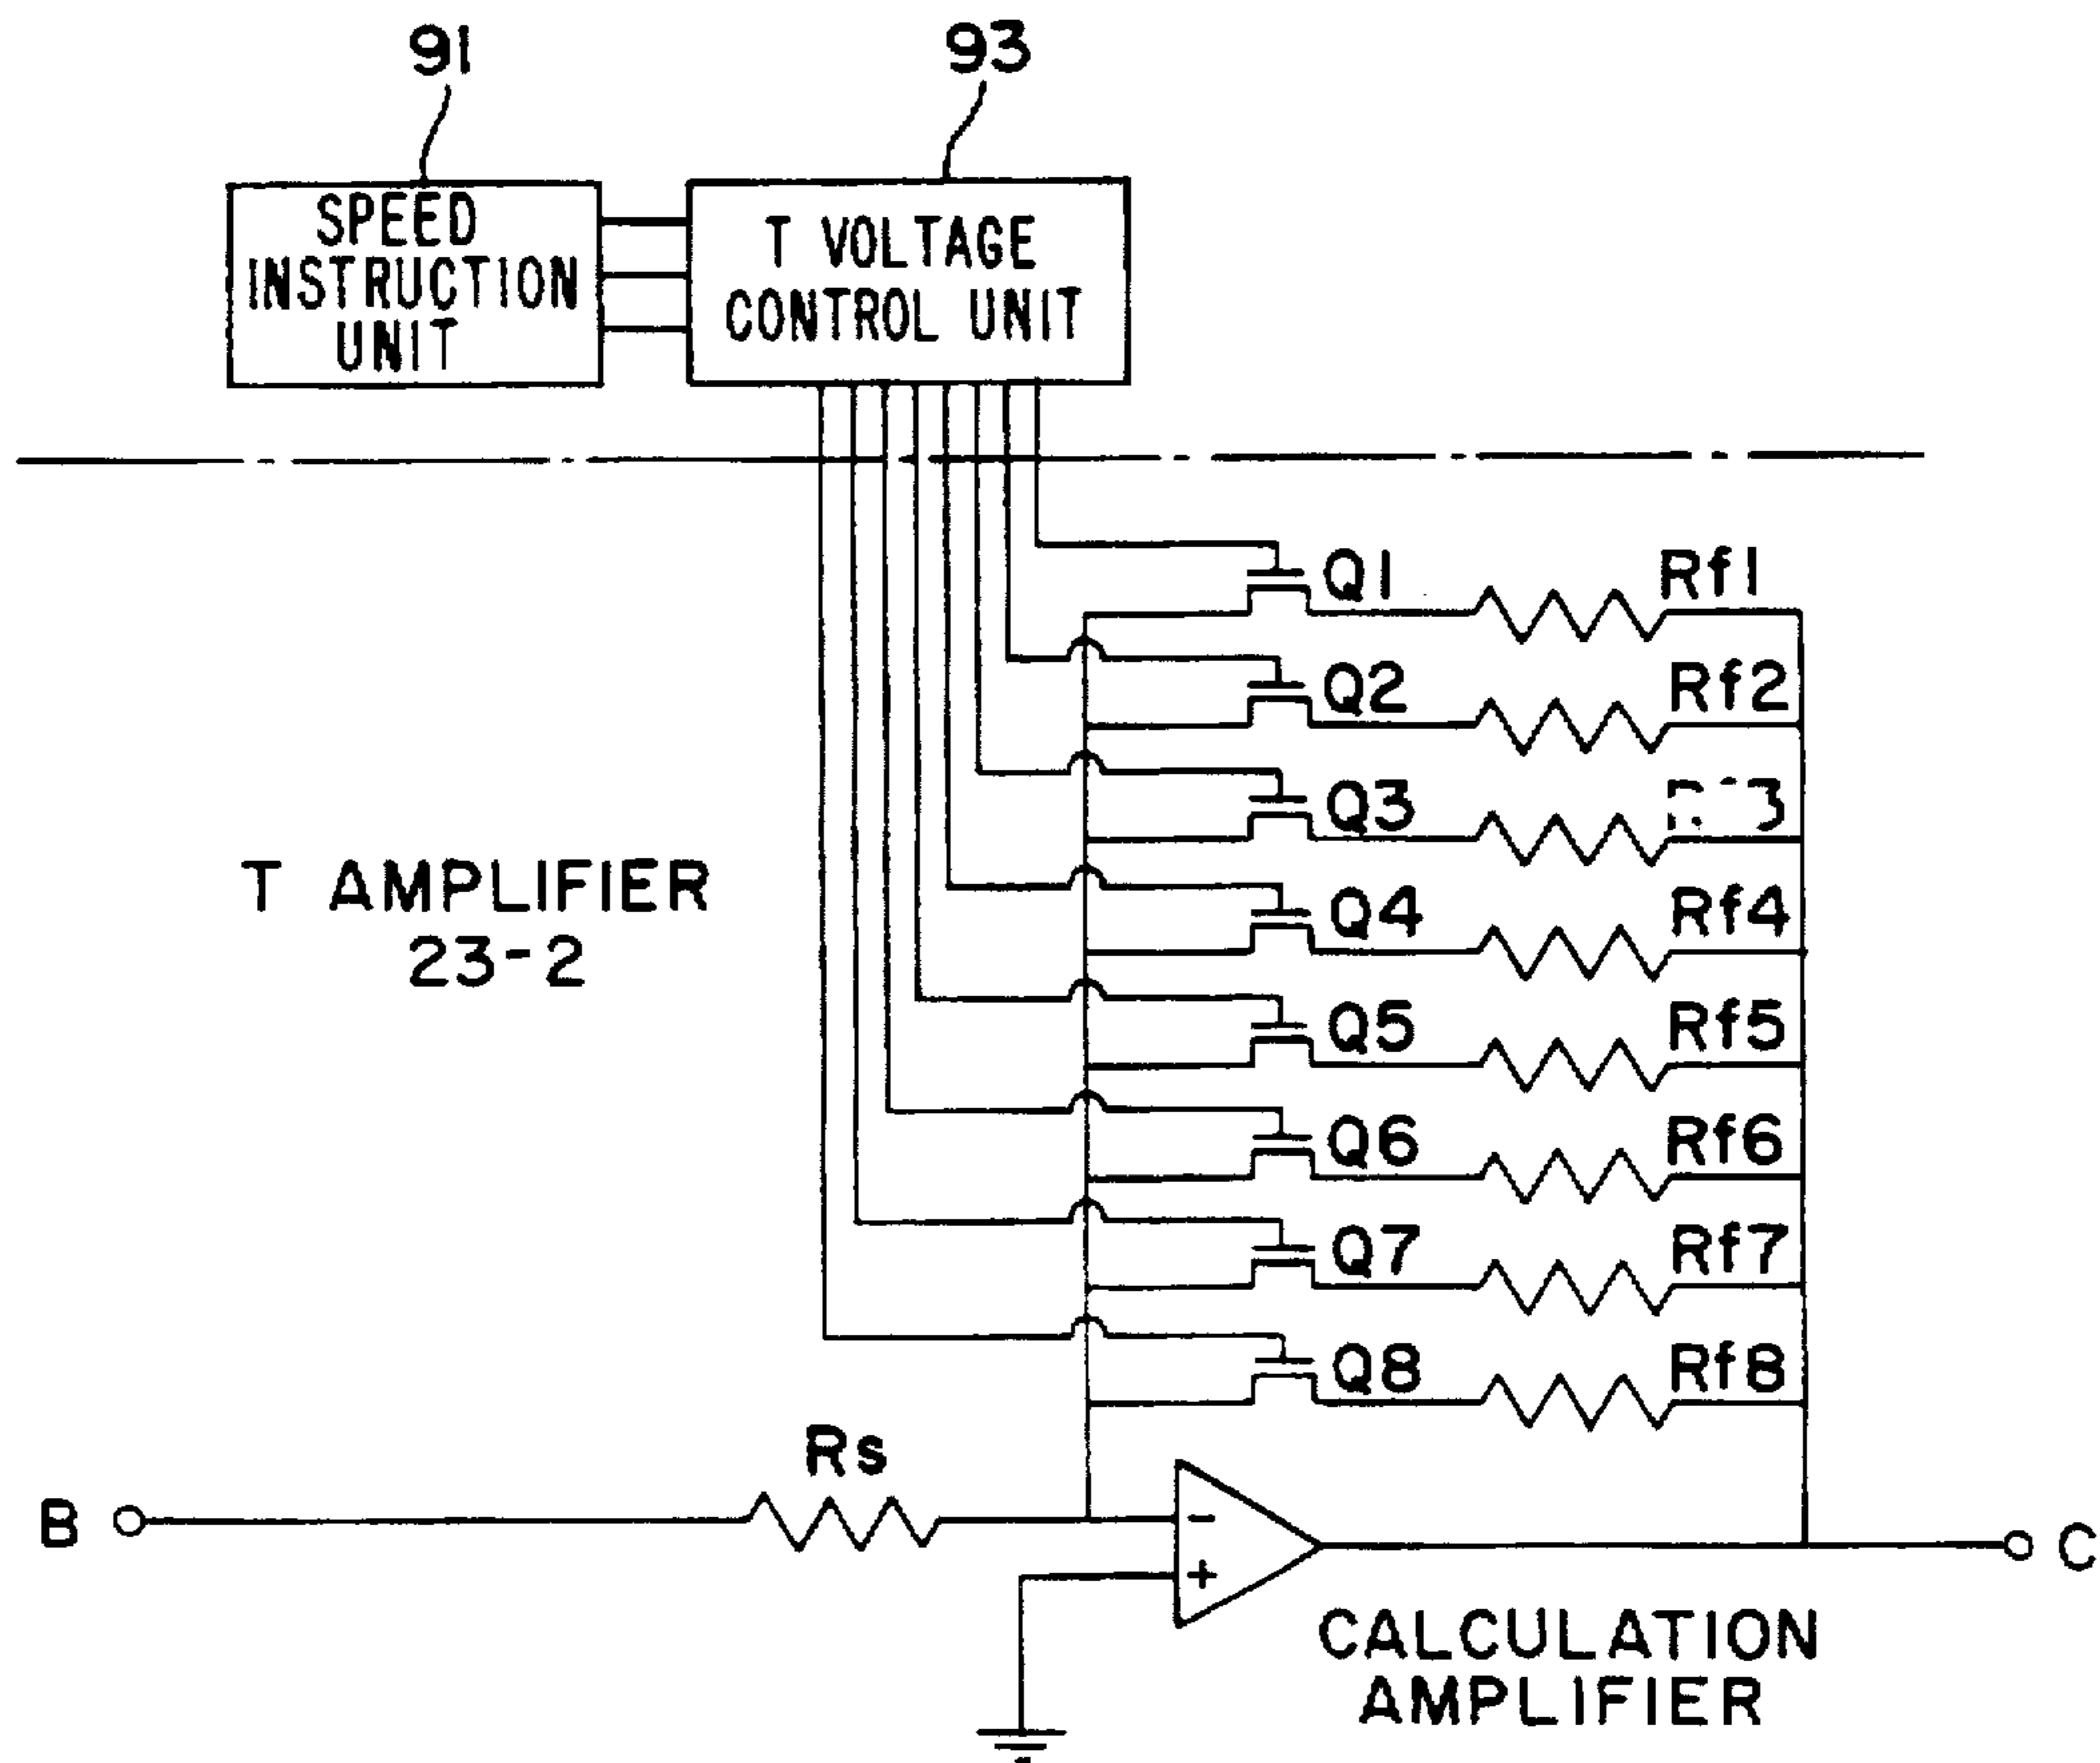 91
93
SPEED
INSTRUCTION
UNIT
T VOLTAGE
CONTROL UNIT
Q1 Rf1
Q2 Rf2
Q3
Q4 Rf4
T AMPLIFIER
23-2
Q5 Rf5
Q6 Rf6
Q7 Rf7
Q8 Rf8
Rs
B
-
+
C
CALCULATION
AMPLIFIER